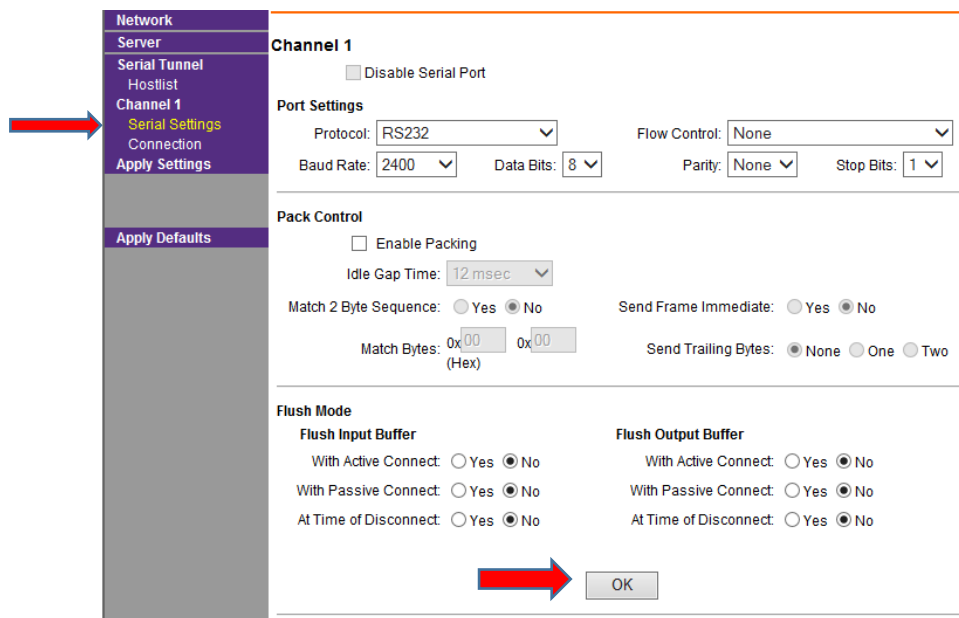 Network
Server
Serial Tunnel
Hostlist
Channel 1
Serial Settings
Connection
Apply Settings
Apply Defaults
Channel 1
Disable Serial Port
Port Settings
Protocol: RS232 Flow Control: None
Baud Rate: 2400 Data Bits: 8 Parity: None Stop Bits: 1
Pack Control
Enable Packing
Idle Gap Time: 12 msec
Match 2 Byte Sequence: Yes No Send Frame Immediate: Yes No
Match Bytes: 0x 00 0x 00 Send Trailing Bytes: None One Two
(Hex)
Flush Mode
Flush Input Buffer Flush Output Buffer
With Active Connect: Yes No With Active Connect: Yes No
With Passive Connect: Yes No With Passive Connect: Yes No
At Time of Disconnect: Yes No At Time of Disconnect: Yes No
OK